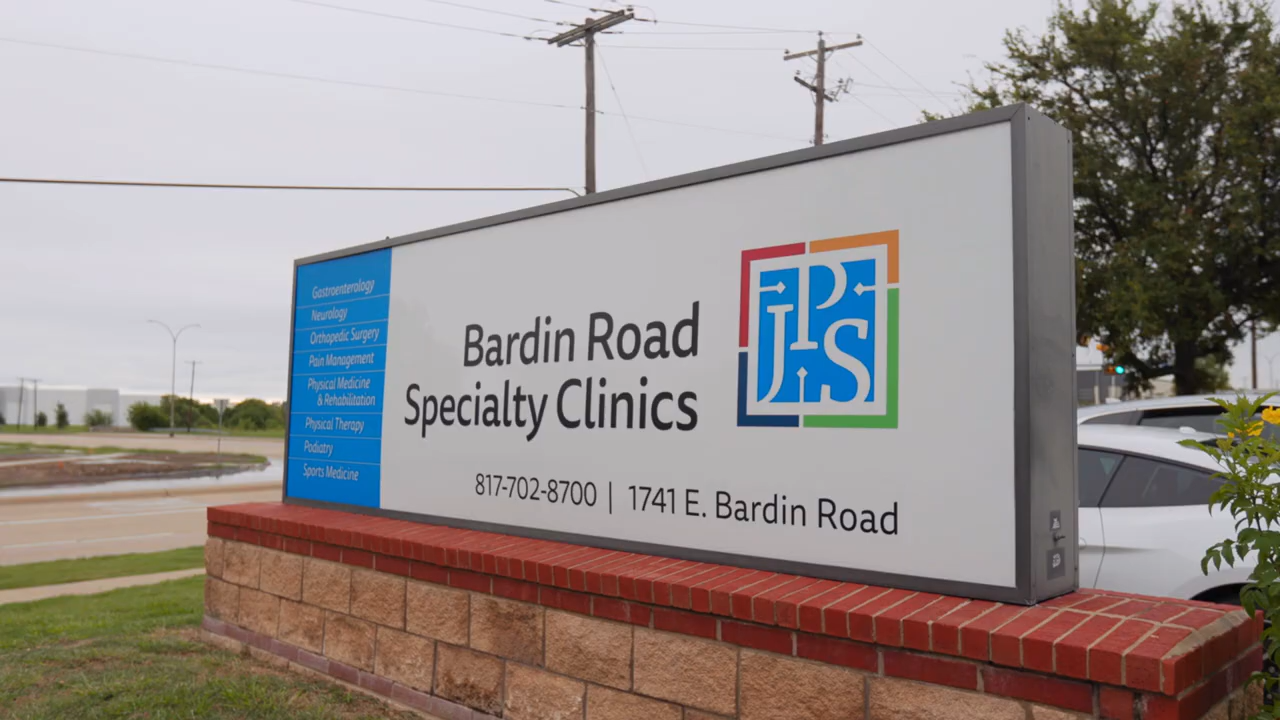 Gastroenterology
Neurology
Orthopedic Surgery
Pain Management
Physical Medicine
& Rehabilitation
Physical Therapy
Podiatry
Sports Medicine
Bardin Road
Specialty Clinics
JPS
817-702-8700 | 1741 E. Bardin Road